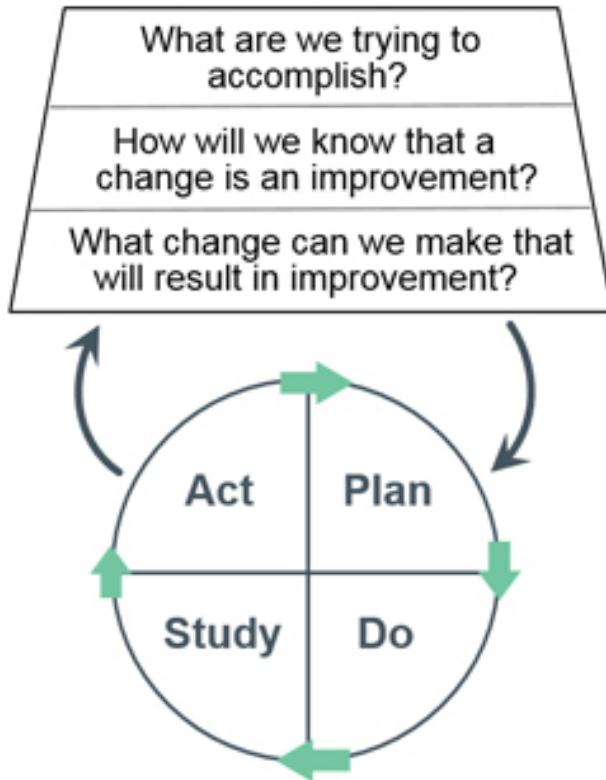 What are we trying to
accomplish?
How will we know that a
change is an improvement?
What change can we make that
will result in improvement?
Act
Plan
Study
Do